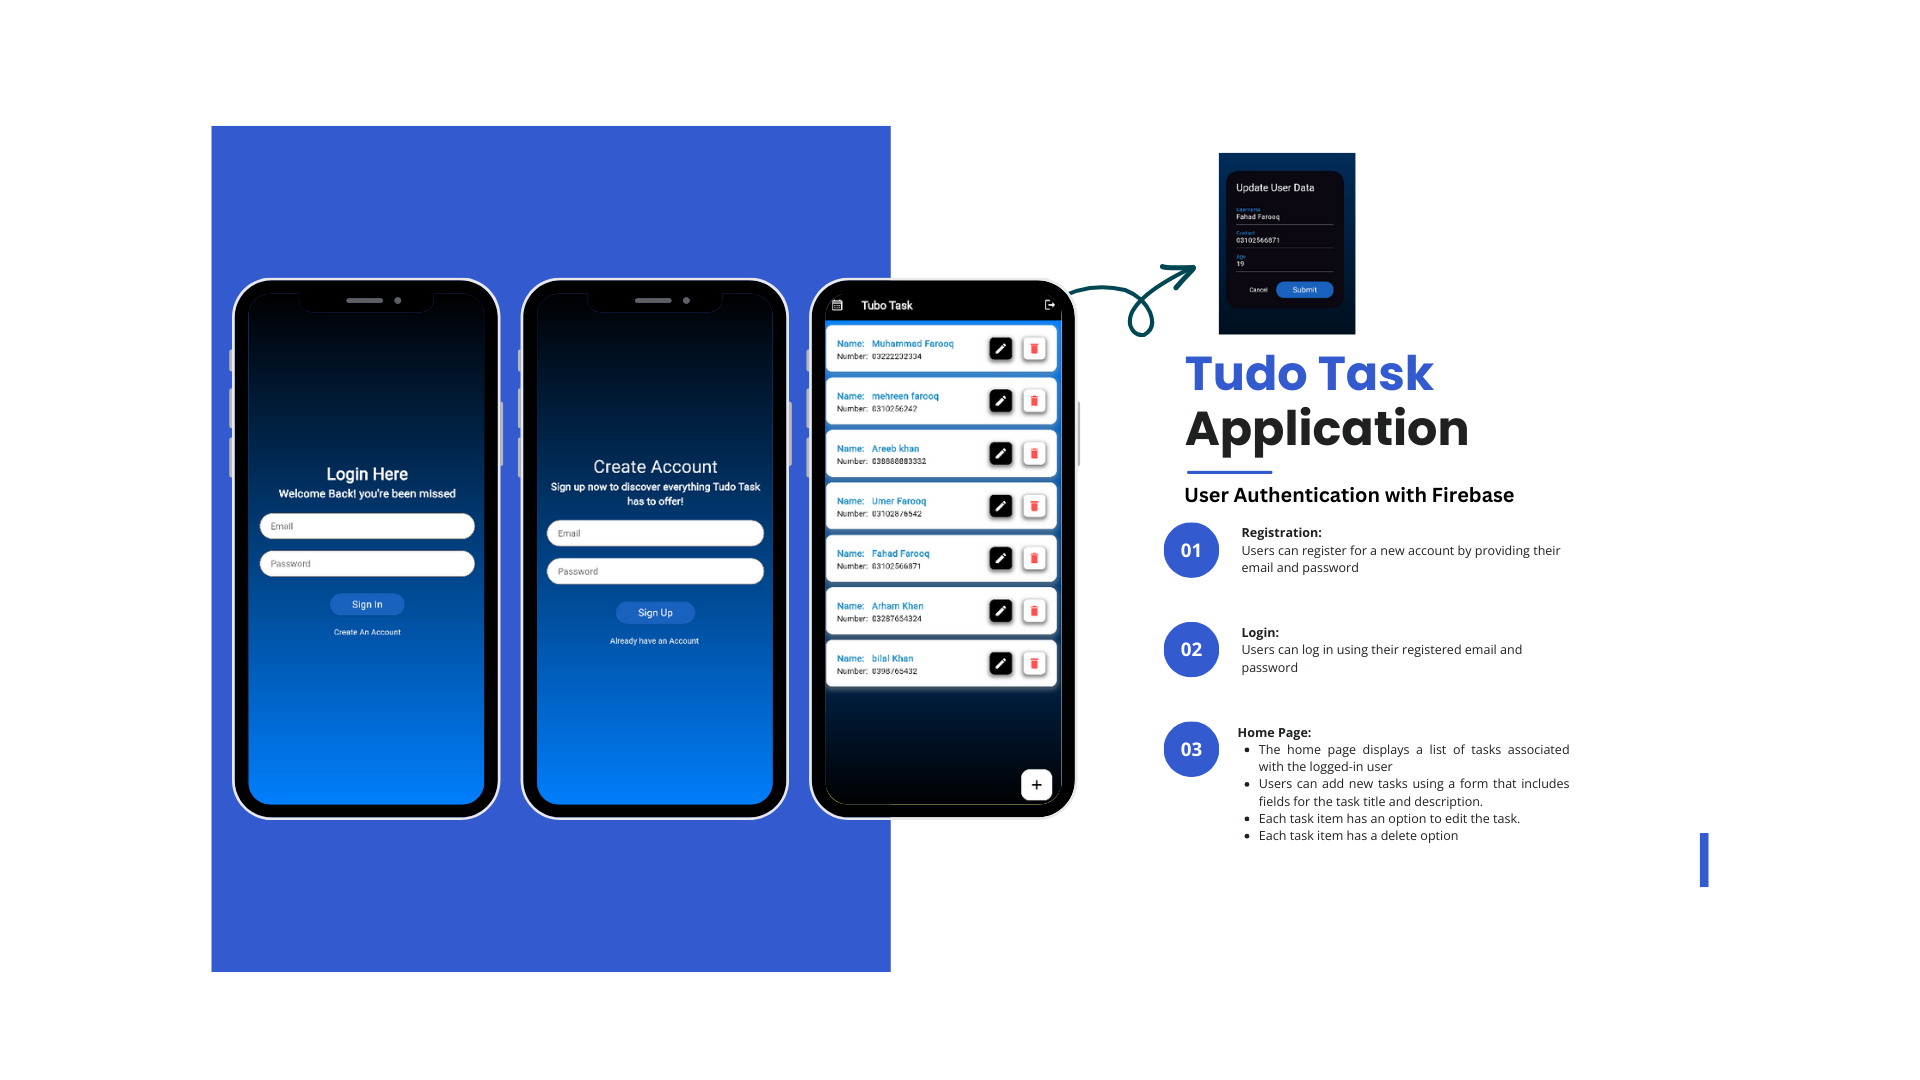 Login Here
Welcome Back! you're been missed
Email
Password
Sign In
Create An Account
Create Account
Sign up now to discover everything Tudo Task
has to offer!
Email
Password
Sign Up
Already have an Account
Tubo Task
Name: Muhammad Farooq
Number: 03222232334
Name: mehreen farooq
Number: 0310256242
Name: Areeb khan
Number: 038888883332
Name: Umer Farooq
Number: 03102876542
Name: Fahad Farooq
Number: 03102566871
Name: Arham Khan
Number: 03287654324
Name: bilal Khan
Number: 0398765432
+
Update User Data
Username
Fahad Farooq
Contact
03102566871
Age
19
Cancel
Submit
Tudo Task
Application
User Authentication with Firebase
01
Registration:
Users can register for a new account by providing their
email and password
02
Login:
Users can log in using their registered email and
password
03
Home Page:
• The home page displays a list of tasks associated
with the logged-in user
• Users can add new tasks using a form that includes
fields for the task title and description.
• Each task item has an option to edit the task.
• Each task item has a delete option